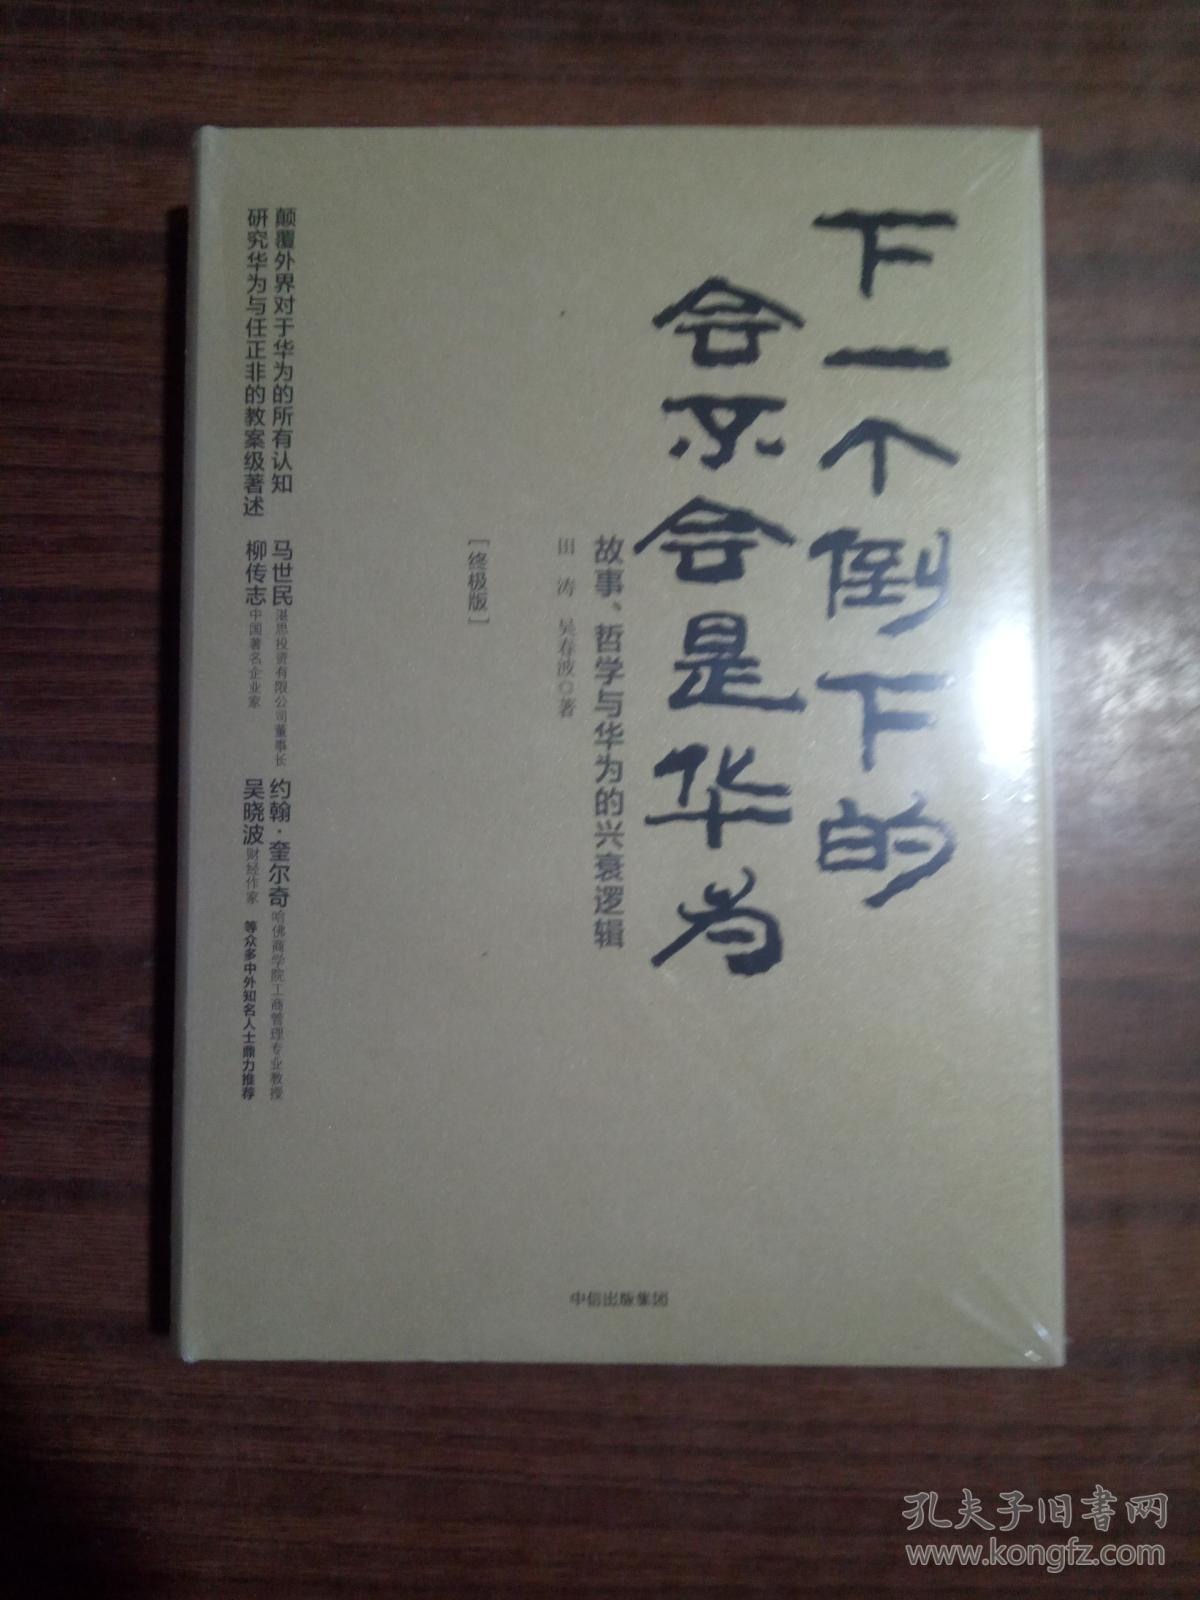 下一个倒下的
会不会是华为
故事、哲学与华为的兴衰逻辑
田 涛 吴春波◎著
[终极版]
颠覆外界对于华为的所有认知
研究华为与任正非的教案级著述
马世民 湛思投资有限公司董事长
柳传志 中国著名企业家
约翰·奎尔奇 哈佛商学院工商管理专业教授
吴晓波 财经作家 等众多中外知名人士鼎力推荐
中信出版集团
孔夫子旧书网
www.kongfz.com